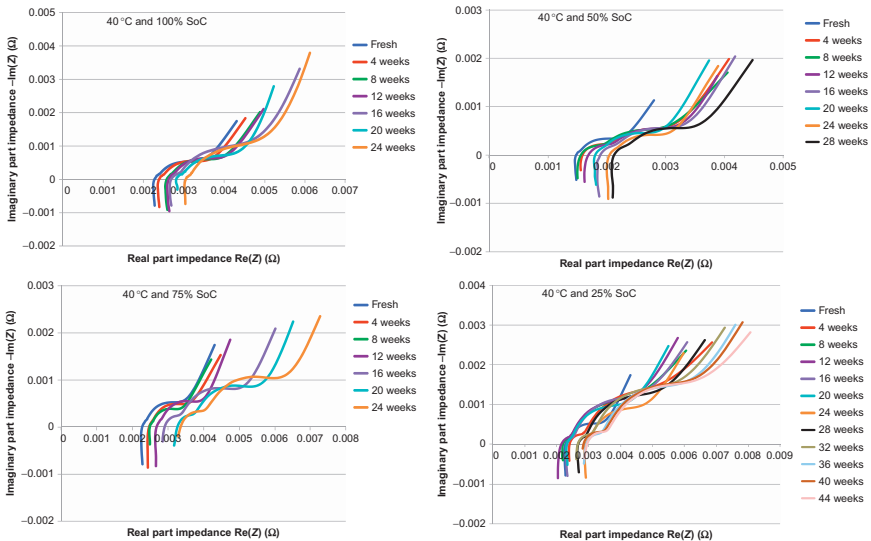 40 °C and 100% SoC
0.005
0.004
0.003
0.002
0.001
0
−0.001
−0.002
0 0.001 0.002 0.003 0.004 0.005 0.006 0.007
Imaginary part impedance –Im(Z) (Ω)
Real part impedance Re(Z) (Ω)
Fresh
4 weeks
8 weeks
12 weeks
16 weeks
20 weeks
24 weeks
40 °C and 50% SoC
0.003
0.002
0.001
0
−0.001
−0.002
0 0.001 0.002 0.003 0.004 0.005
Imaginary part impedance –Im(Z) (Ω)
Real part impedance Re(Z) (Ω)
Fresh
4 weeks
8 weeks
12 weeks
16 weeks
20 weeks
24 weeks
28 weeks
40 °C and 75% SoC
0.003
0.002
0.001
0
−0.001
−0.002
0 0.001 0.002 0.003 0.004 0.005 0.006 0.007 0.008
Imaginary part impedance –Im(Z) (Ω)
Real part impedance Re(Z) (Ω)
Fresh
4 weeks
8 weeks
12 weeks
16 weeks
20 weeks
24 weeks
40 °C and 25% SoC
0.004
0.003
0.002
0.001
0
−0.001
−0.002
0 0.001 0.002 0.003 0.004 0.005 0.006 0.007 0.008 0.009
Imaginary part impedance –Im(Z) (Ω)
Real part impedance Re(Z) (Ω)
Fresh
4 weeks
8 weeks
12 weeks
16 weeks
20 weeks
24 weeks
28 weeks
32 weeks
36 weeks
40 weeks
44 weeks